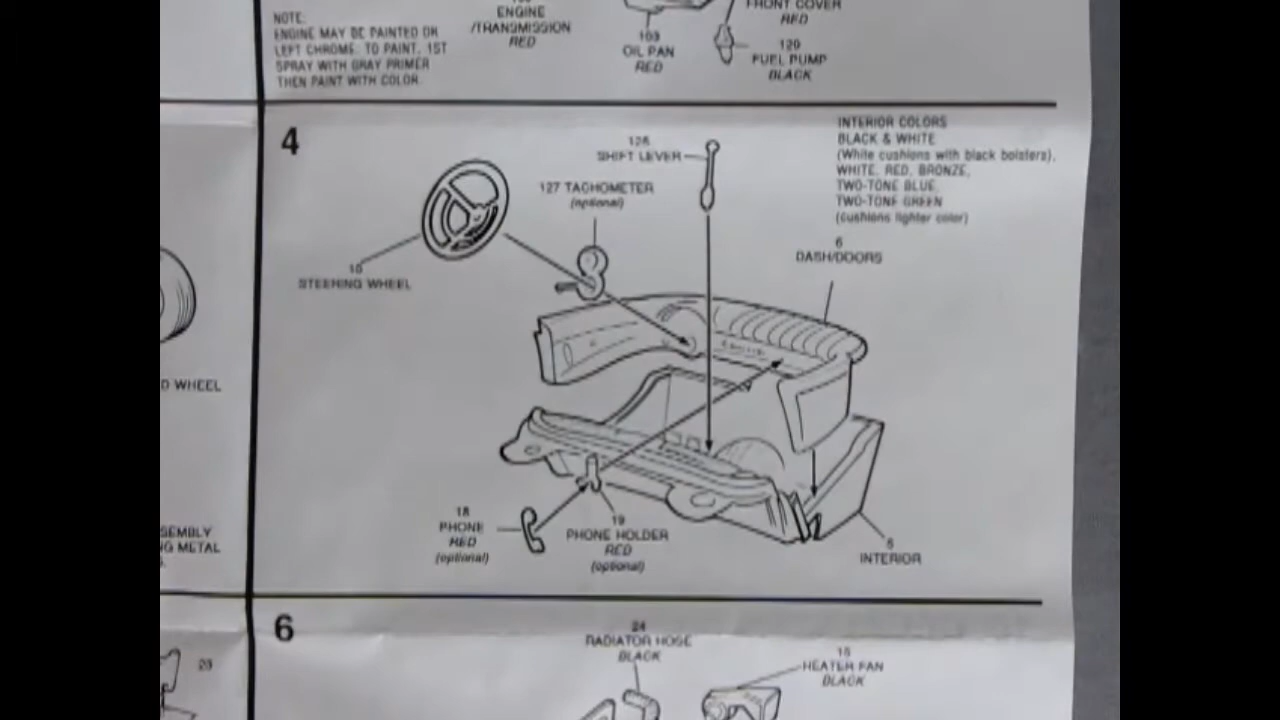 NOTE:
ENGINE MAY BE PAINTED OR
LEFT CHROME. TO PAINT, 1ST
SPRAY WITH GRAY PRIMER
THEN PAINT WITH COLOR.
ENGINE
/TRANSMISSION
RED
103
OIL PAN
RED
FRONT COVER
RED
120
FUEL PUMP
BLACK
4
126
SHIFT LEVER
127 TACHOMETER
(optional)
INTERIOR COLORS
BLACK & WHITE
(White cushions with black bolsters),
WHITE, RED, BRONZE,
TWO-TONE BLUE,
TWO-TONE GREEN
(cushions lighter color)
6
DASH/DOORS
10
STEERING WHEEL
D WHEEL
18
PHONE
RED
(optional)
19
PHONE HOLDER
RED
(optional)
5
INTERIOR
SEMBLY
NG METAL
6
24
RADIATOR HOSE
BLACK
15
HEATER FAN
BLACK
23